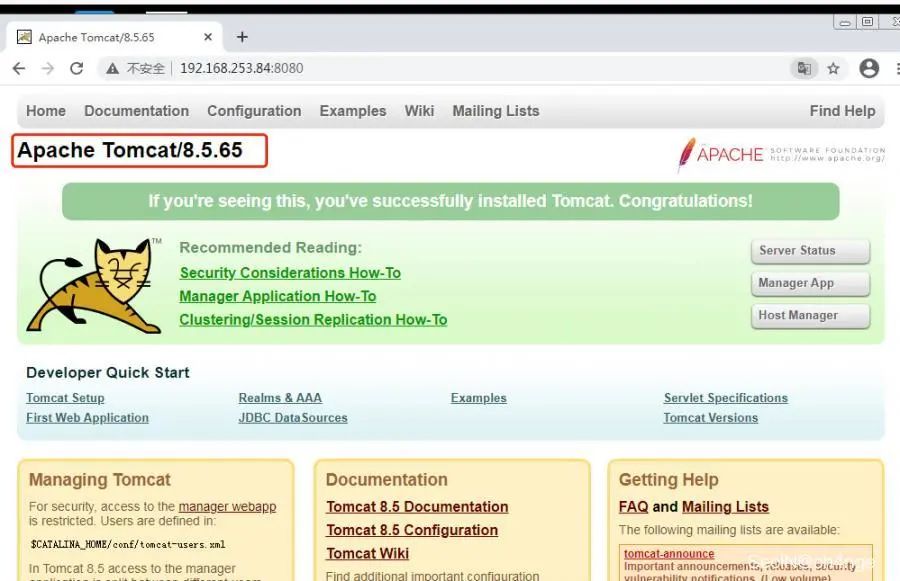 Apache Tomcat/8.5.65
不安全 192.168.253.84:8080
Home Documentation Configuration Examples Wiki Mailing Lists Find Help
Apache Tomcat/8.5.65
APACHE SOFTWARE FOUNDATION
http://www.apache.org/
If you're seeing this, you've successfully installed Tomcat. Congratulations!
TM
Recommended Reading:
Security Considerations How-To
Manager Application How-To
Clustering/Session Replication How-To
Server Status
Manager App
Host Manager
Developer Quick Start
Tomcat Setup Realms & AAA Examples Servlet Specifications
First Web Application JDBC DataSources Tomcat Versions
Managing Tomcat
For security, access to the manager webapp
is restricted. Users are defined in:
$CATALINA_HOME/conf/tomcat-users.xml
In Tomcat 8.5 access to the manager
application is split between different users.
Documentation
Tomcat 8.5 Documentation
Tomcat 8.5 Configuration
Tomcat Wiki
Find additional important configuration
Getting Help
FAQ and Mailing Lists
The following mailing lists are available:
tomcat-announce
Important announcements, releases, security
vulnerability notifications. (Low volume).